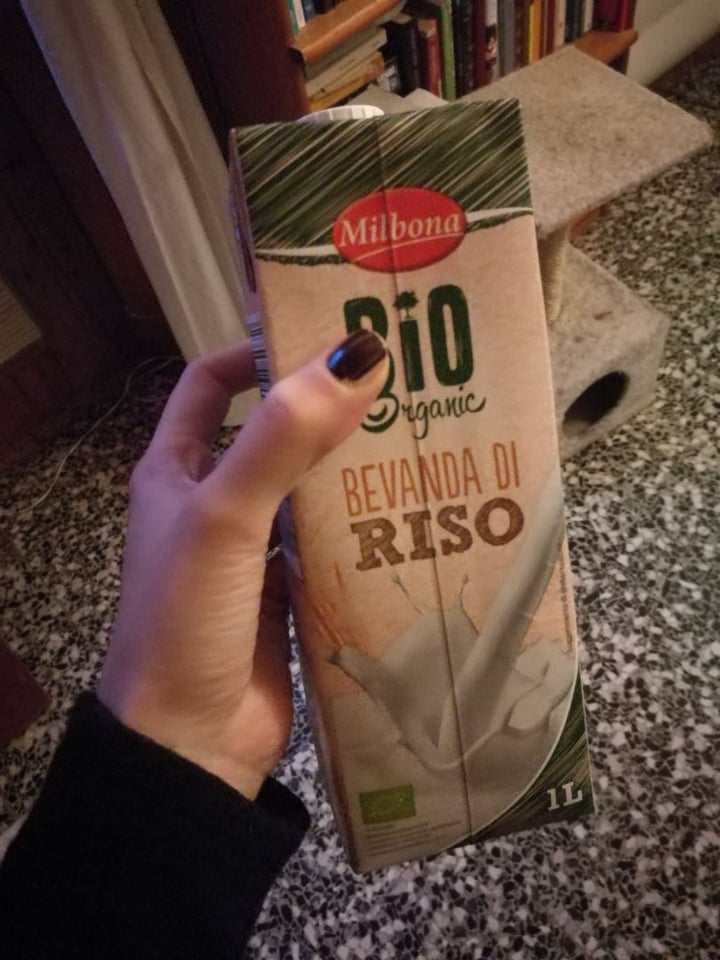 Milbona
BiO
Organic
BEVANDA DI
RISO
1L